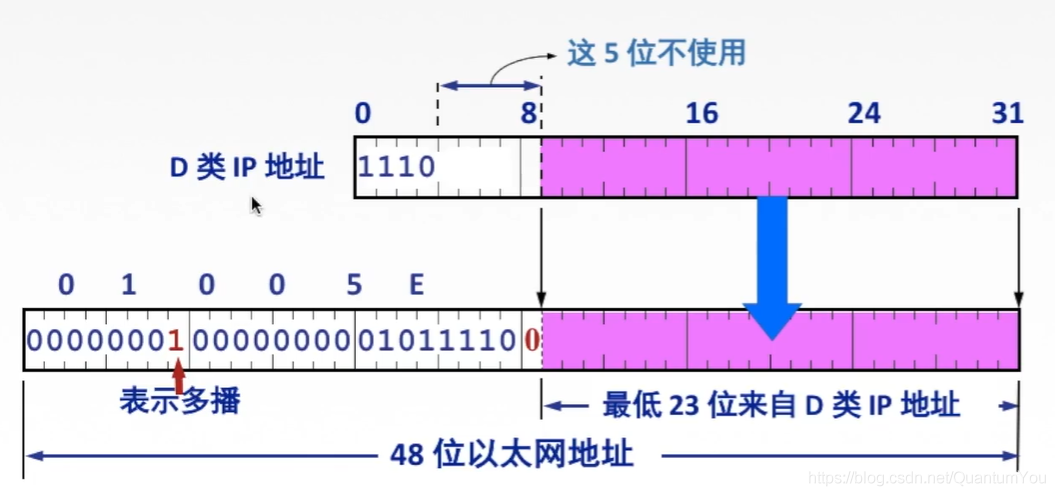 这 5 位不使用
0 8 16 24 31
D 类 IP 地址
1110
0 1 0 0 5 E
00000001 00000000 01011110 0
表示多播
最低 23 位来自 D 类 IP 地址
48 位以太网地址
https://blog.csdn.net/QuantumYou